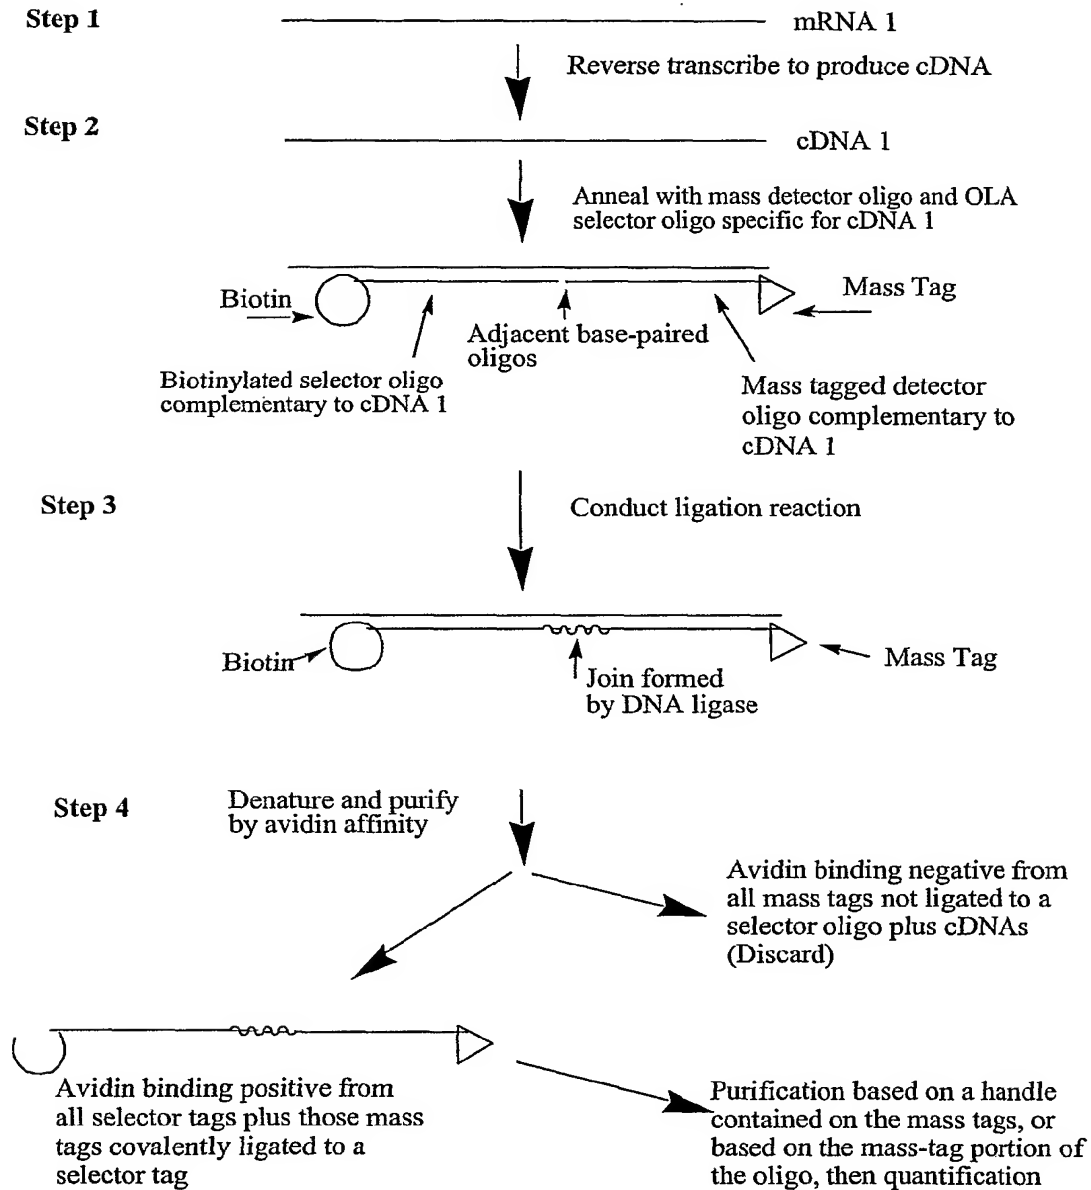 Step 1
mRNA 1
Reverse transcribe to produce cDNA
Step 2
cDNA 1
Anneal with mass detector oligo and OLA
selector oligo specific for cDNA 1
Biotin
Mass Tag
Adjacent base-paired
oligos
Biotinylated selector oligo
complementary to cDNA 1
Mass tagged detector
oligo complementary to
cDNA 1
Step 3
Conduct ligation reaction
Biotin
Mass Tag
Join formed
by DNA ligase
Step 4
Denature and purify
by avidin affinity
Avidin binding negative from
all mass tags not ligated to a
selector oligo plus cDNAs
(Discard)
Avidin binding positive from
all selector tags plus those mass
tags covalently ligated to a
selector tag
Purification based on a handle
contained on the mass tags, or
based on the mass-tag portion of
the oligo, then quantification